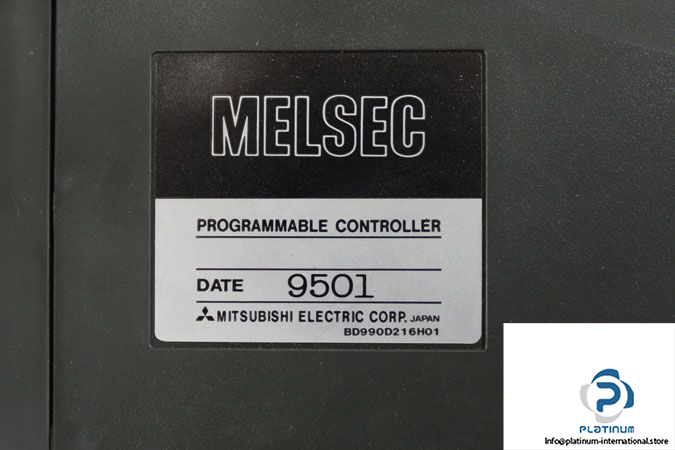 MELSEC
PROGRAMMABLE CONTROLLER
DATE 9501
MITSUBISHI ELECTRIC CORP. JAPAN
BD990D216H01
PLATINUM
Info@platinum-international.store